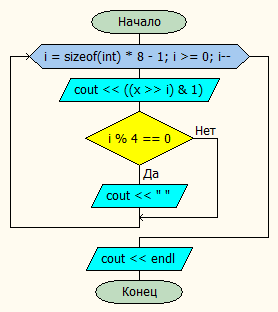 Начало
i = sizeof(int) * 8 - 1; i >= 0; i--
cout << ((x >> i) & 1)
i % 4 == 0
Нет
Да
cout << " "
cout << endl
Конец